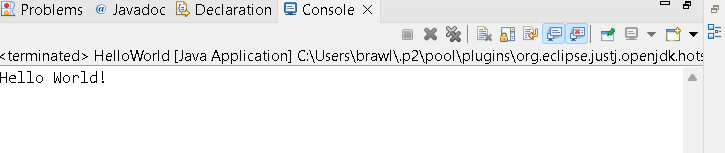 Problems @ Javadoc Declaration Console
<terminated> HelloWorld [Java Application] C:\Users\brawl\.p2\pool\plugins\org.eclipse.justj.openjdk.hots
Hello World!